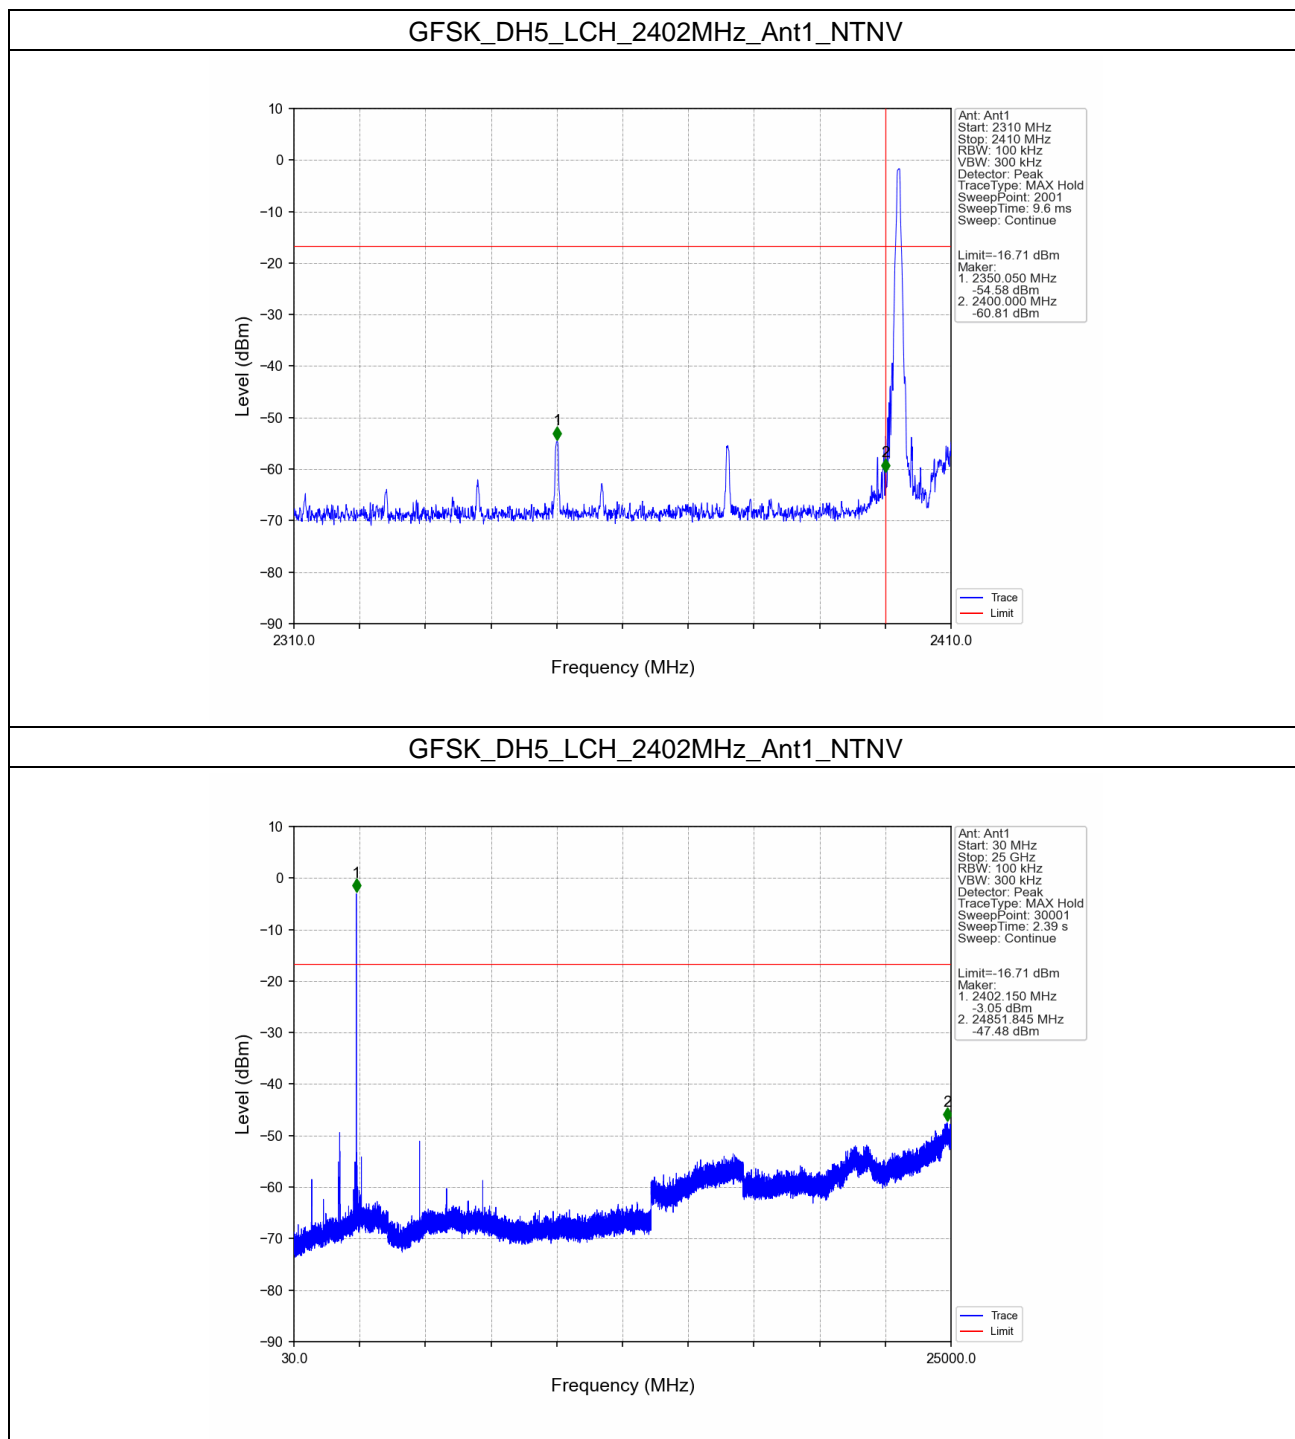 GFSK_DH5_LCH_2402MHz_Ant1_NTNV
10
0
−10
−20
−30
−40
−50
−60
−70
−80
−90
Level (dBm)
1
2
2310.0
2410.0
Frequency (MHz)
Ant: Ant1
Start: 2310 MHz
Stop: 2410 MHz
RBW: 100 kHz
VBW: 300 kHz
Detector: Peak
TraceType: MAX Hold
SweepPoint: 2001
SweepTime: 9.6 ms
Sweep: Continue
Limit=-16.71 dBm
Maker:
1. 2350.050 MHz
-54.58 dBm
2. 2400.000 MHz
-60.81 dBm
Trace
Limit
GFSK_DH5_LCH_2402MHz_Ant1_NTNV
10
0
−10
−20
−30
−40
−50
−60
−70
−80
−90
Level (dBm)
1
2
30.0
25000.0
Frequency (MHz)
Ant: Ant1
Start: 30 MHz
Stop: 25 GHz
RBW: 100 kHz
VBW: 300 kHz
Detector: Peak
TraceType: MAX Hold
SweepPoint: 30001
SweepTime: 2.39 s
Sweep: Continue
Limit=-16.71 dBm
Maker:
1. 2402.150 MHz
-3.05 dBm
2. 24851.845 MHz
-47.48 dBm
Trace
Limit